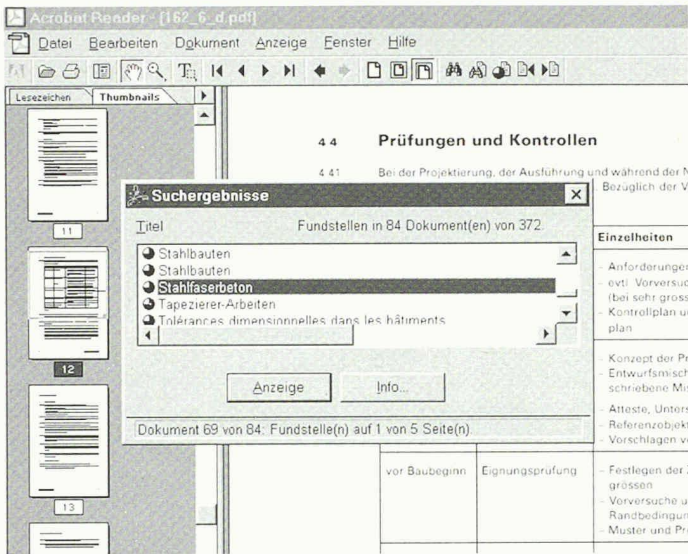 Acrobat Reader - [162_6_d.pdf]
Datei Bearbeiten Dokument Anzeige Fenster Hilfe
Lesezeichen Thumbnails
11
12
13
4 4 Prüfungen und Kontrollen
4 41 Bei der Projektierung, der Ausführung und während der N
Bezüglich der V
Suchergebnisse
Titel Fundstellen in 84 Dokument(en) von 372.
Stahlbauten
Stahlbauten
Stahlfaserbeton
Tapezierer-Arbeiten
Tolérances dimensionnelles dans les bâtiments
Anzeige Info...
Dokument 69 von 84: Fundstelle(n) auf 1 von 5 Seite(n).
Einzelheiten
- Anforderungen
- evtl. Vorversuc
(bei sehr gross
- Kontrollplan u
plan
- Konzept der Pr
- Entwurfsmisch
schriebene Mis
- Atteste, Unters
- Referenzobjekt
- Vorschlagen v
vor Baubeginn Eignungsprüfung
- Festlegen der
grössen
- Vorversuche u
Randbedingun
- Muster und Pr